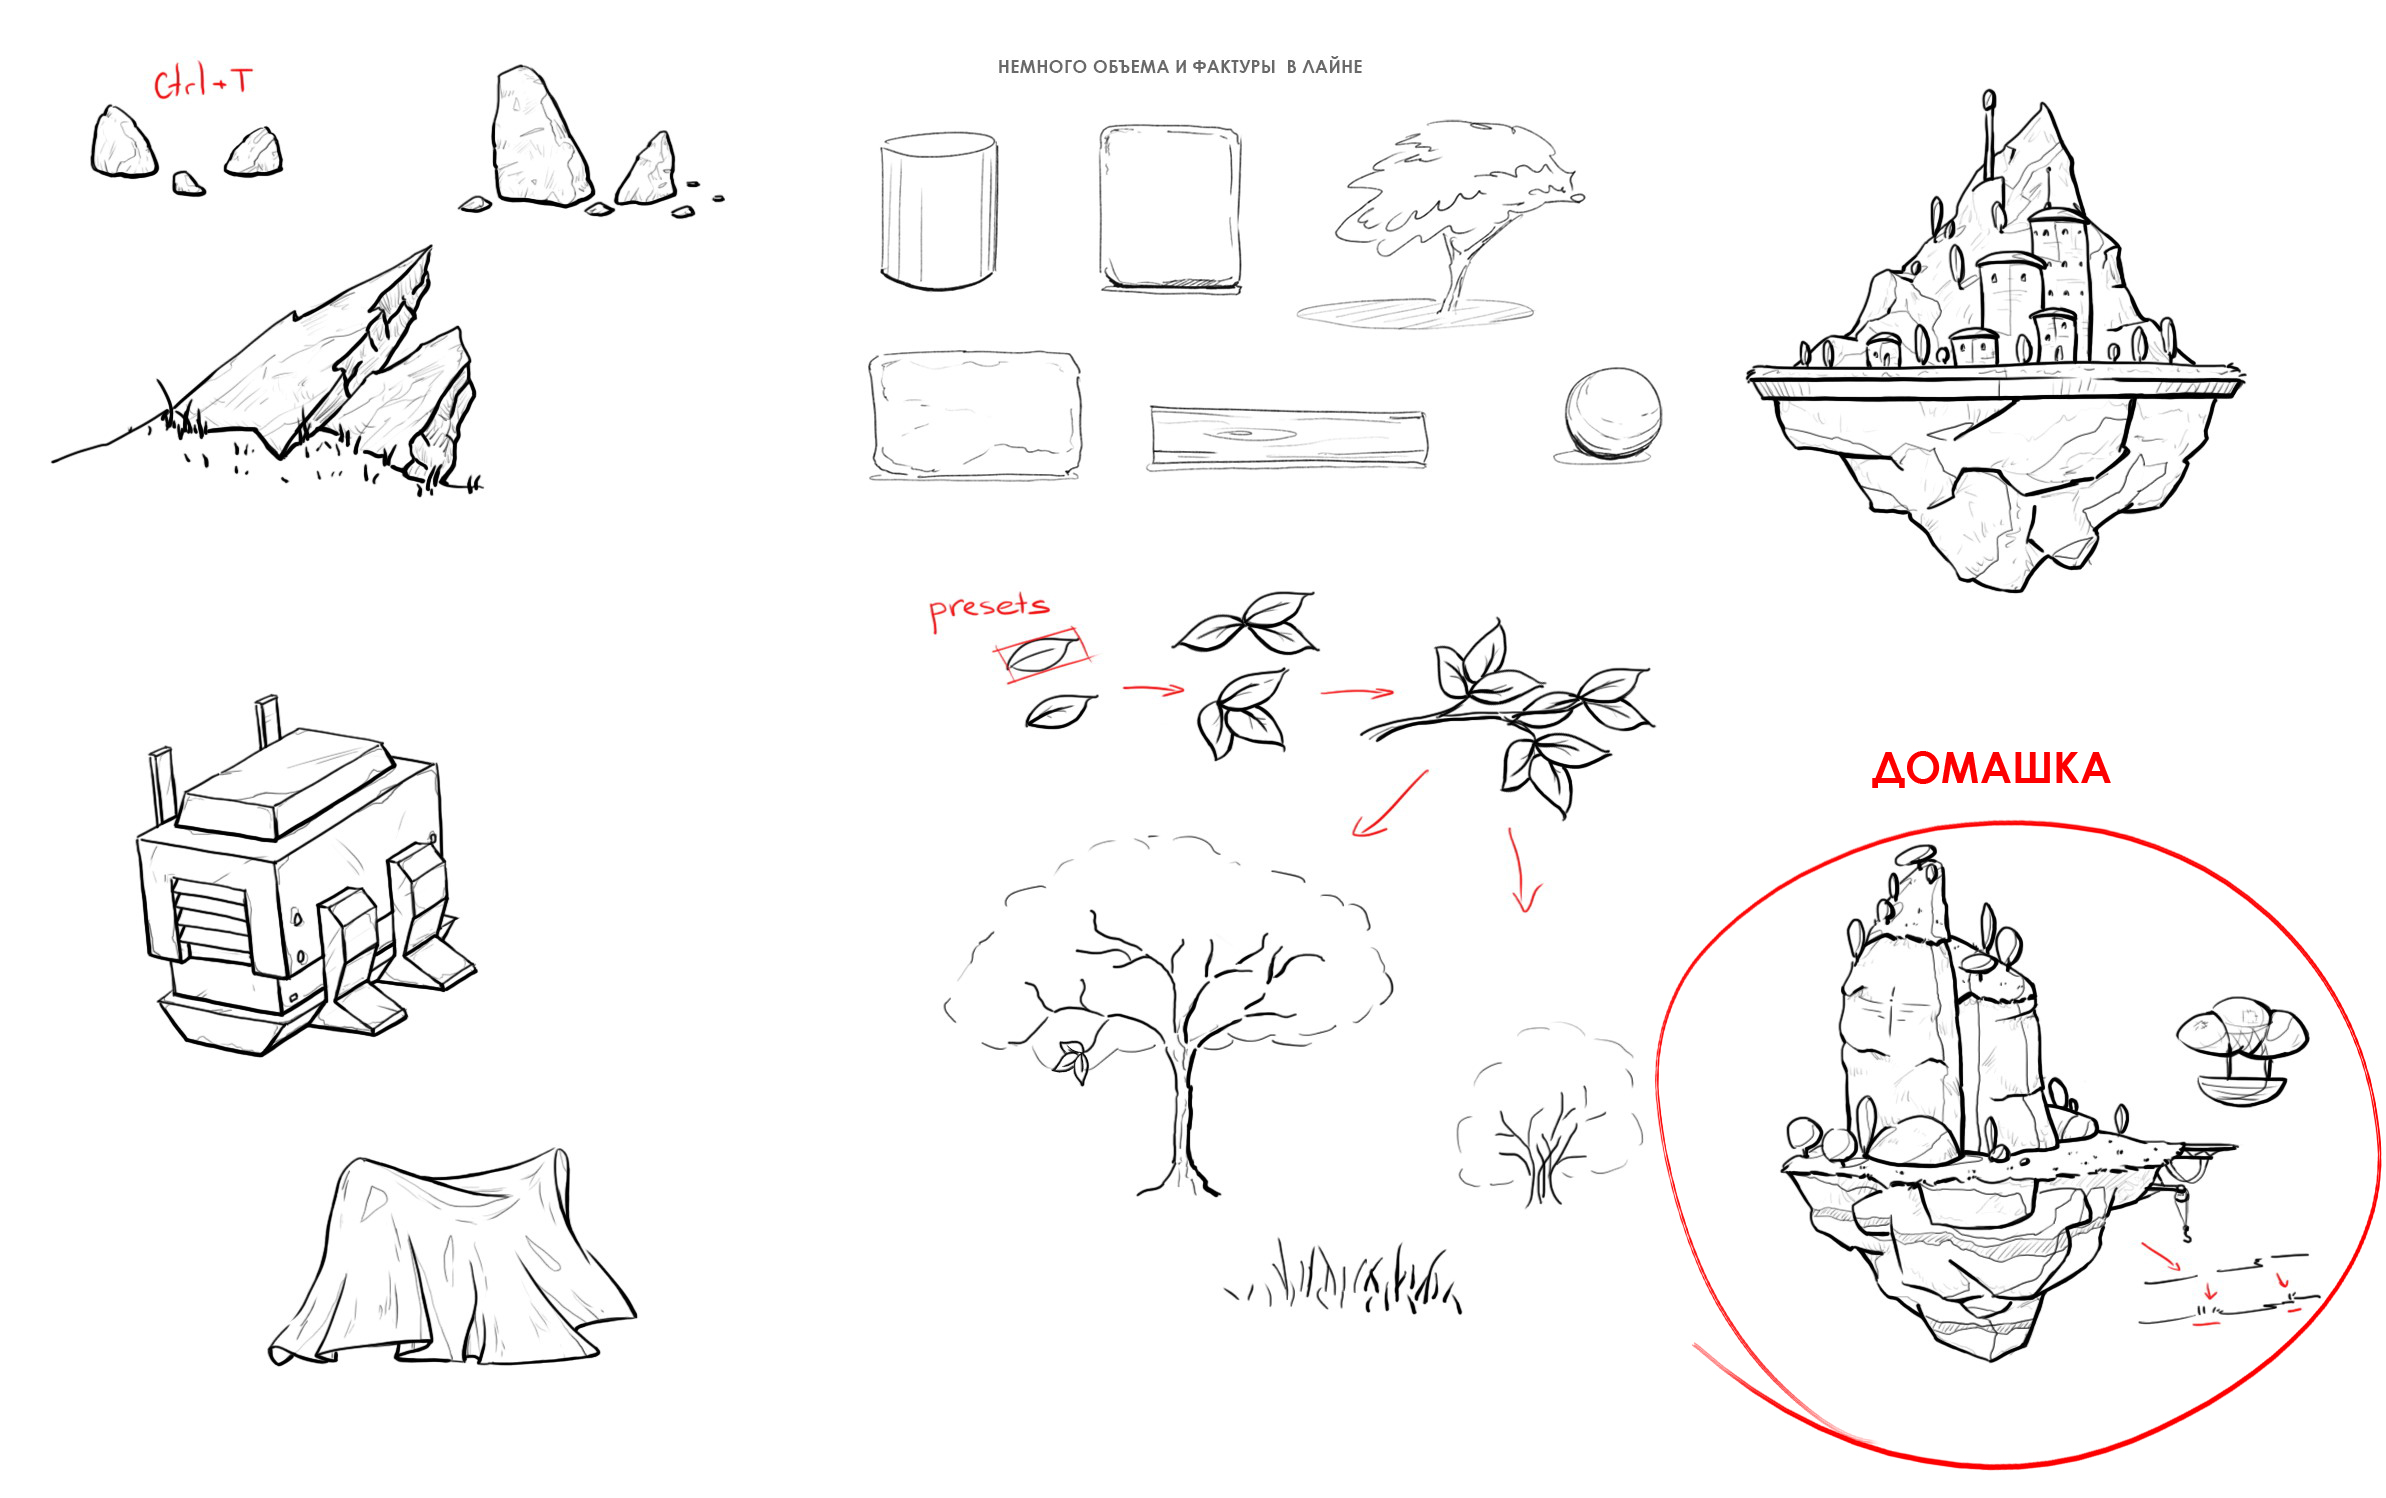 НЕМНОГО ОБЪЕМА И ФАКТУРЫ В ЛАЙНЕ
Ctrl+T
presets
ДОМАШКА